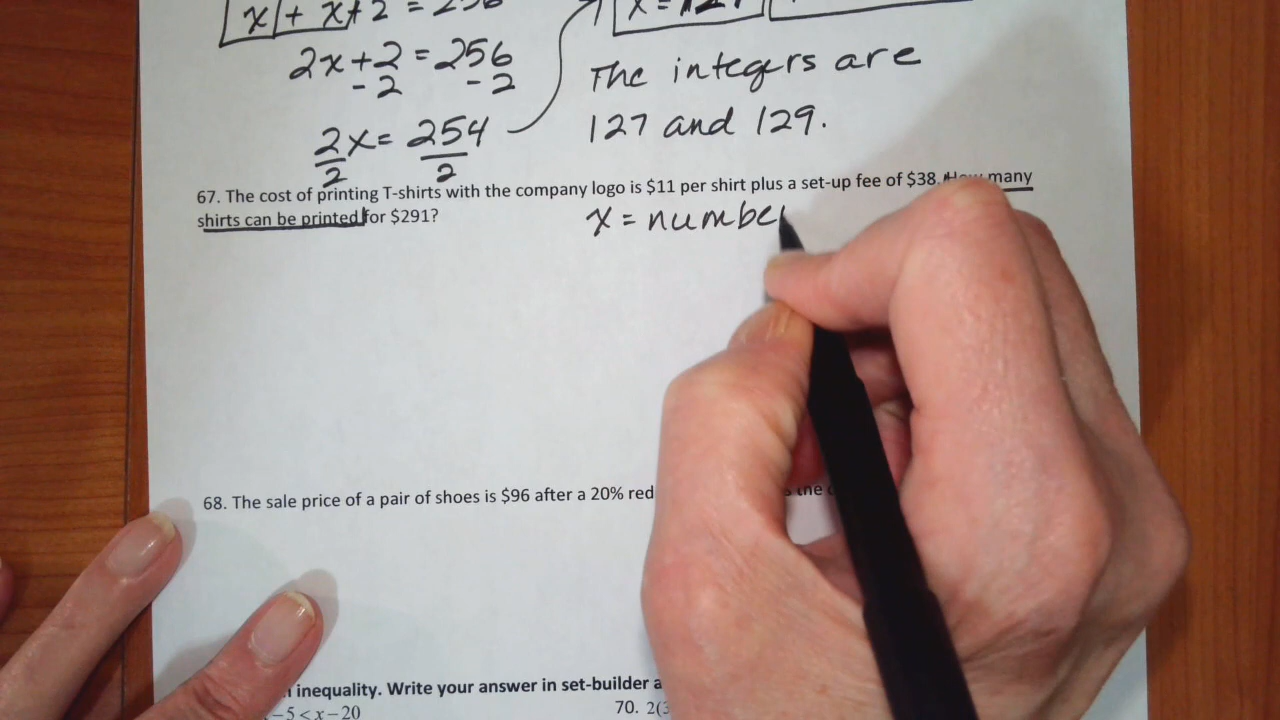 x + x+2 = 256
2x+2 = 256
-2 -2
2x = 254
2 2
The integers are
127 and 129.
67. The cost of printing T-shirts with the company logo is $11 per shirt plus a set-up fee of $38. How many
shirts can be printed for $291?
x = number
68. The sale price of a pair of shoes is $96 after a 20% red
the
inequality. Write your answer in set-builder
-5 < x - 20
70. 2(3